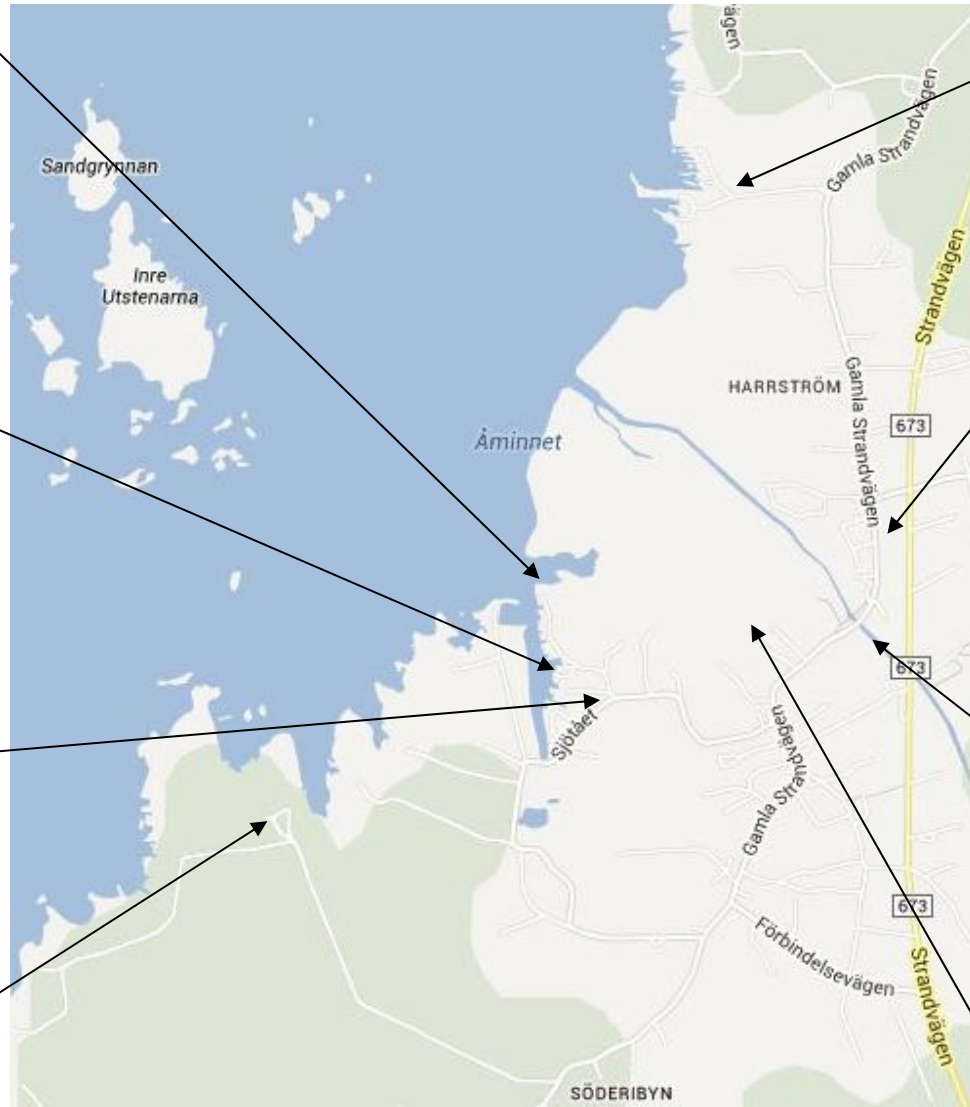 ägen
Gamla Strandvägen
Sandgrynnan
Strandvägen
Inre
Utstenarna
HARRSTRÖM
Gamla Strandvägen
673
Åminnet
673
Sjötået
Gamla Strandvägen
673
Förbindelsevägen
Strandvägen
SÖDERIBYN